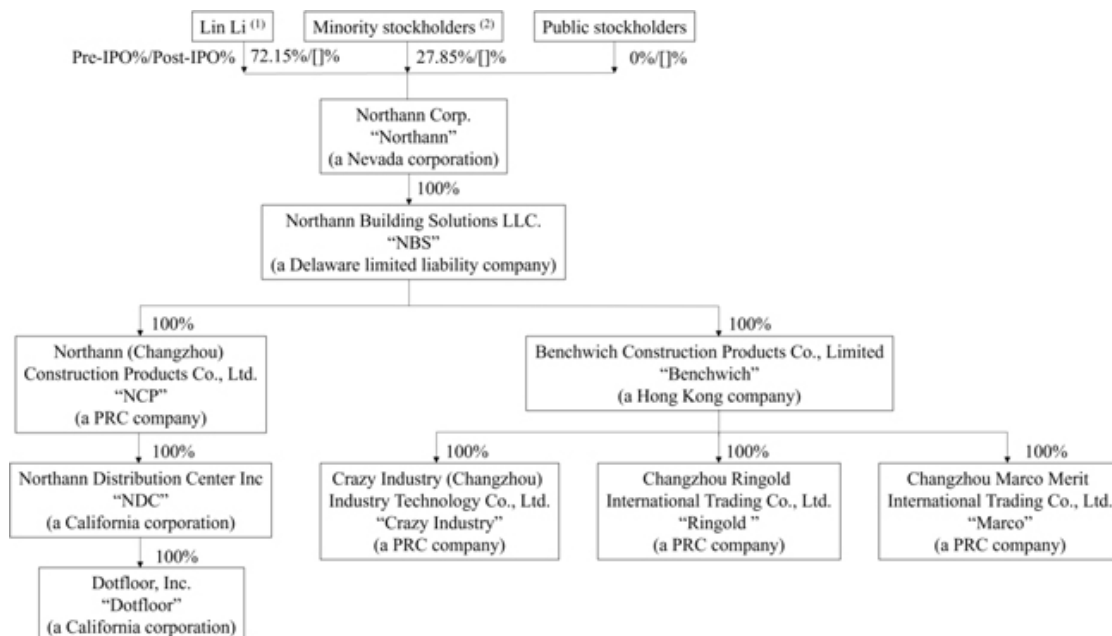 Lin Li (1)
Minority stockholders (2)
Public stockholders
Pre-IPO%/Post-IPO%
72.15%/[]%
27.85%/[]%
0%/[]%
Northann Corp.
“Northann”
(a Nevada corporation)
100%
Northann Building Solutions LLC.
“NBS”
(a Delaware limited liability company)
100%
100%
Northann (Changzhou)
Construction Products Co., Ltd.
“NCP”
(a PRC company)
Benchwich Construction Products Co., Limited
“Benchwich”
(a Hong Kong company)
100%
100%
100%
100%
Northann Distribution Center Inc
“NDC”
(a California corporation)
Crazy Industry (Changzhou)
Industry Technology Co., Ltd.
“Crazy Industry”
(a PRC company)
Changzhou Ringold
International Trading Co., Ltd.
“Ringold ”
(a PRC company)
Changzhou Marco Merit
International Trading Co., Ltd.
“Marco”
(a PRC company)
100%
Dotfloor, Inc.
“Dotfloor”
(a California corporation)